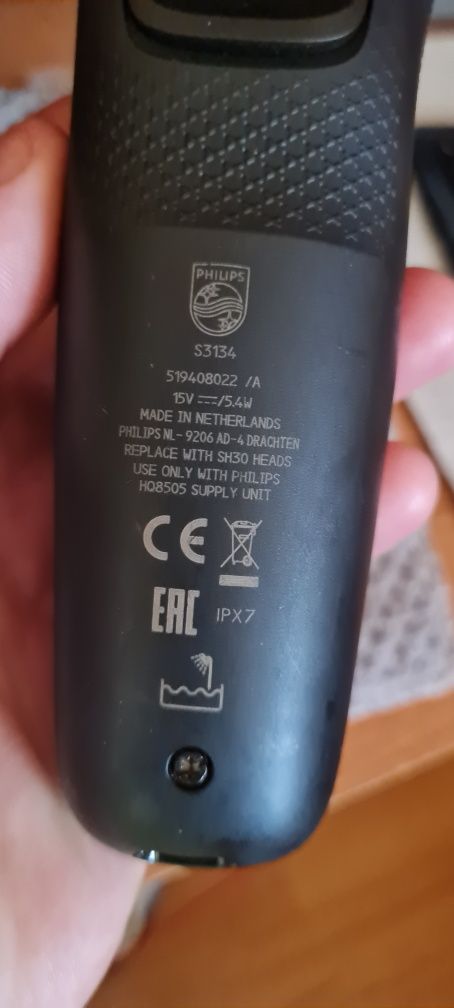 PHILIPS
S3134
519408022 /A
15V ⎓/5.4W
MADE IN NETHERLANDS
PHILIPS NL-9206 AD-4 DRACHTEN
REPLACE WITH SH30 HEADS
USE ONLY WITH PHILIPS
HQ8505 SUPPLY UNIT
CE
EAC IPX7